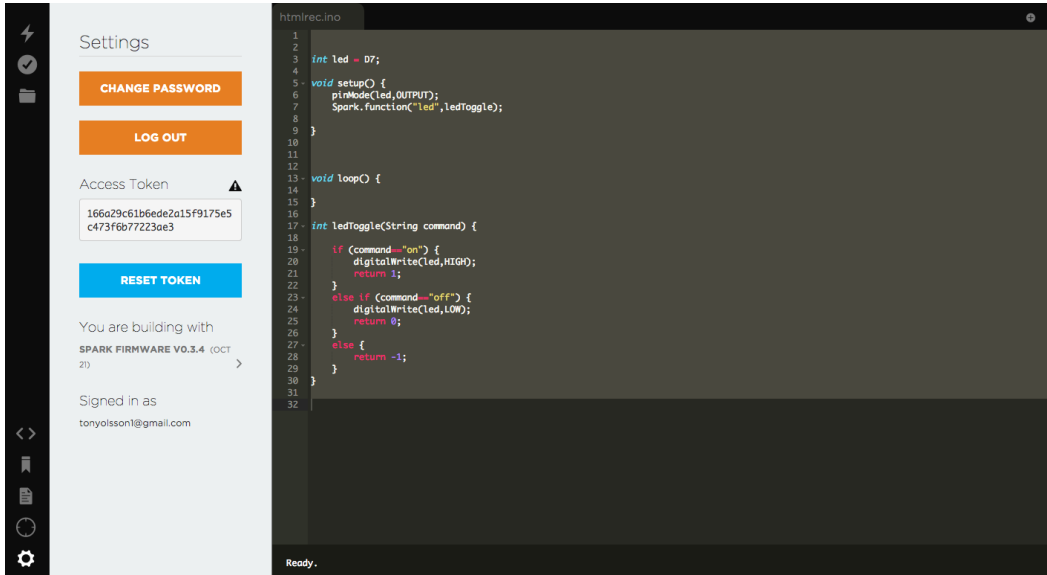 Settings
CHANGE PASSWORD
LOG OUT
Access Token
166a29c61b6ede2a15f9175e5
c473f6b77223ae3
RESET TOKEN
You are building with
SPARK FIRMWARE V0.3.4 (OCT
21)
Signed in as
tonyolsson1@gmail.com
htmlrec.ino
1
2
3 int led = D7;
4
5 void setup() {
6 pinMode(led,OUTPUT);
7 Spark.function("led",ledToggle);
8
9 }
10
11
12
13 void loop() {
14
15 }
16
17 int ledToggle(String command) {
18
19 if (command=="on") {
20 digitalWrite(led,HIGH);
21 return 1;
22 }
23 else if (command=="off") {
24 digitalWrite(led,LOW);
25 return 0;
26 }
27 else {
28 return -1;
29 }
30 }
31
32
Ready.